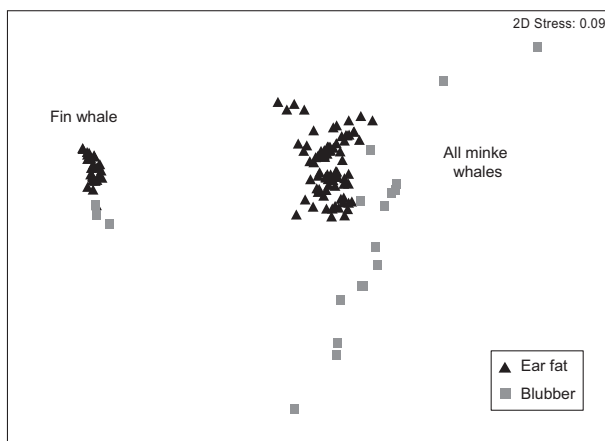 2D Stress: 0.09
Fin whale
All minke
whales
Ear fat
Blubber